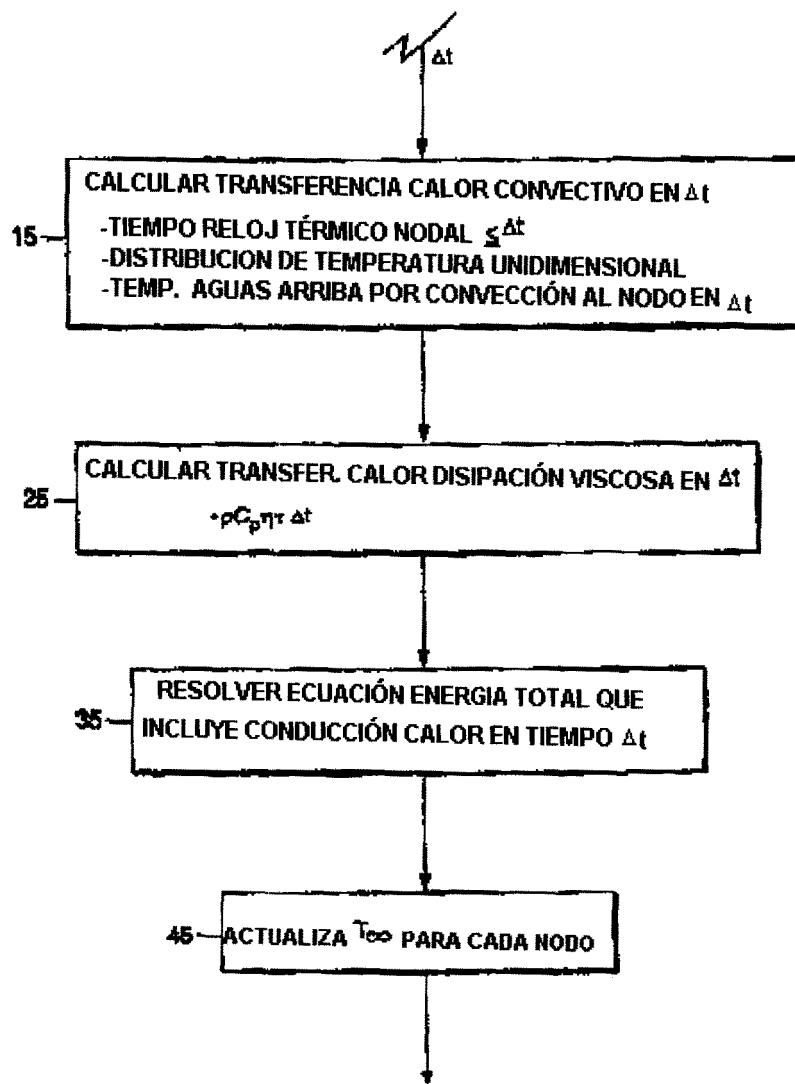 Δt
CALCULAR TRANSFERENCIA CALOR CONVECTIVO EN Δt
15
-TIEMPO RELOJ TÉRMICO NODAL ≤ Δt
-DISTRIBUCION DE TEMPERATURA UNIDIMENSIONAL
-TEMP. AGUAS ARRIBA POR CONVECCIÓN AL NODO EN Δt
CALCULAR TRANSFER. CALOR DISIPACIÓN VISCOSA EN Δt
25
•ρCpητ Δt
RESOLVER ECUACIÓN ENERGIA TOTAL QUE
35
INCLUYE CONDUCCIÓN CALOR EN TIEMPO Δt
45
ACTUALIZA T∞ PARA CADA NODO